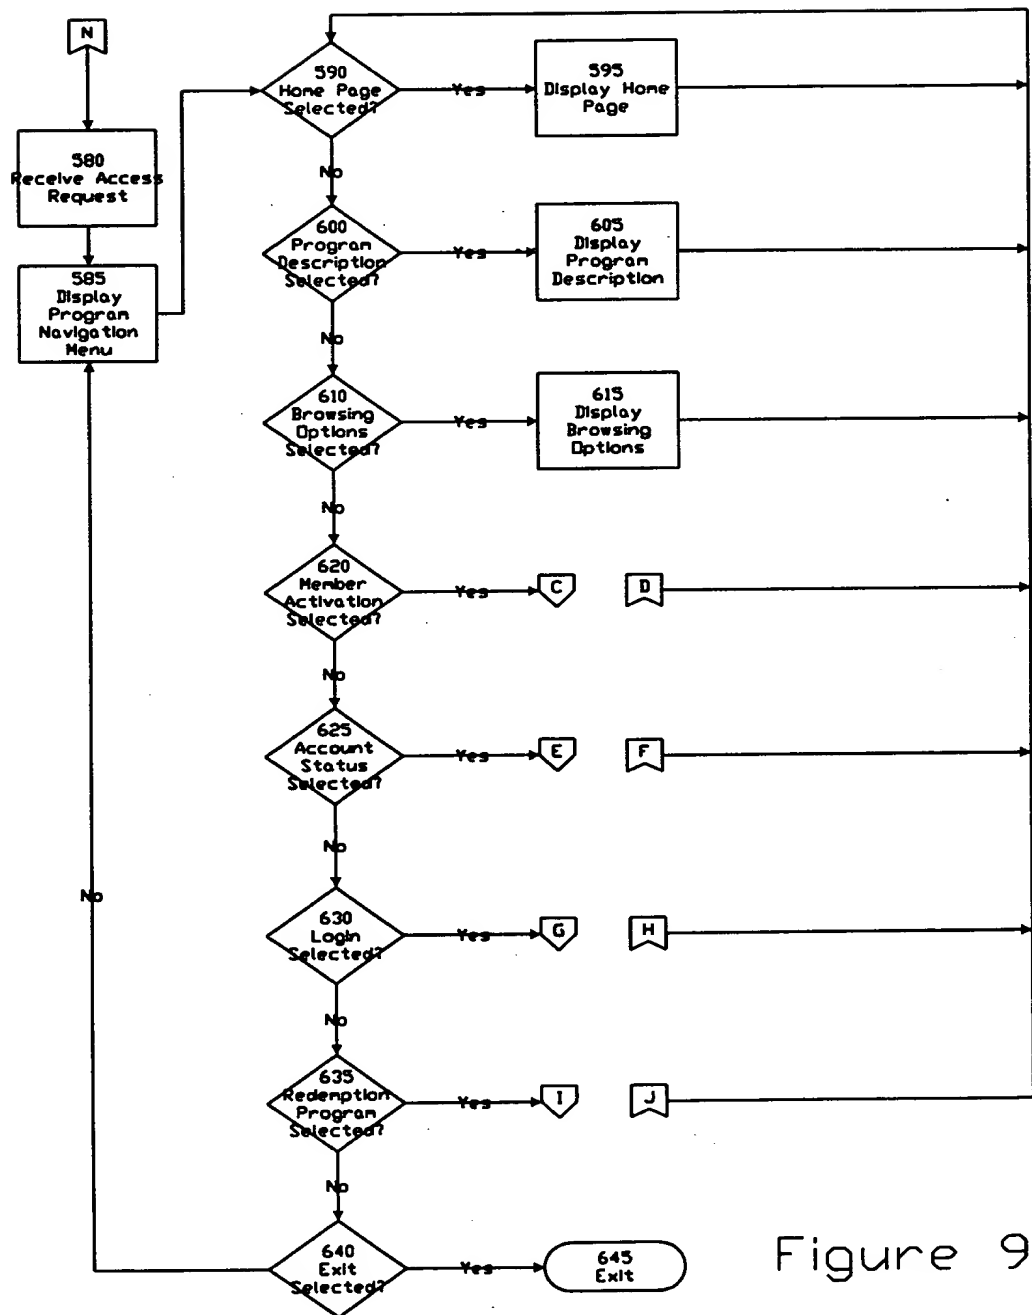 N
580
Receive Access
Request
585
Display
Program
Navigation
Menu
590
Home Page
Selected?
Yes
595
Display Home
Page
No
600
Program
Description
Selected?
Yes
605
Display
Program
Description
No
610
Browsing
Options
Selected?
Yes
615
Display
Browsing
Options
No
620
Member
Activation
Selected?
Yes
C
D
No
625
Account
Status
Selected?
Yes
E
F
No
No
630
Login
Selected?
Yes
G
H
No
635
Redemption
Program
Selected?
Yes
I
J
No
640
Exit
Selected?
Yes
645
Exit
Figure 9